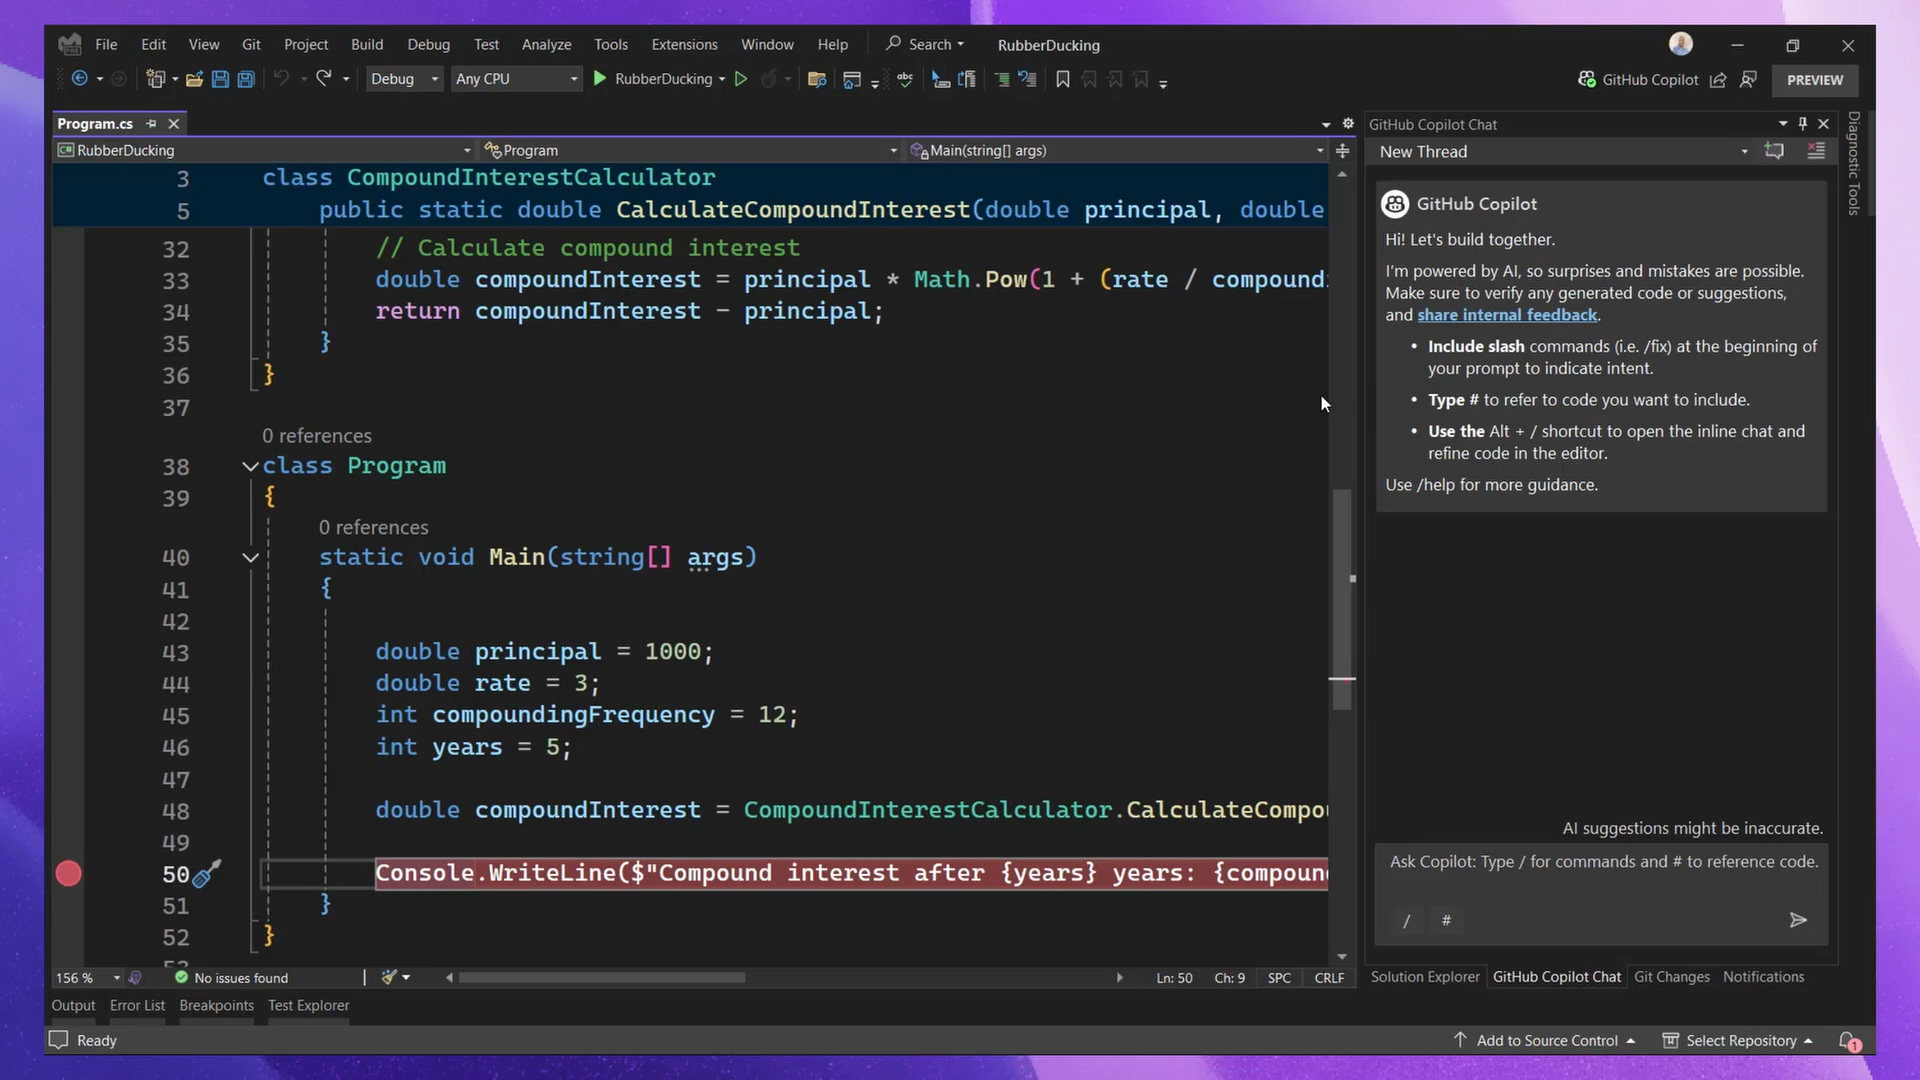 File Edit View Git Project Build Debug Test Analyze Tools Extensions Window Help Search RubberDucking
Debug Any CPU RubberDucking GitHub Copilot PREVIEW
Program.cs
RubberDucking Program Main(string[] args)
3 class CompoundInterestCalculator
5 public static double CalculateCompoundInterest(double principal, double
32 // Calculate compound interest
33 double compoundInterest = principal * Math.Pow(1 + (rate / compound
34 return compoundInterest - principal;
35 }
36 }
37
0 references
38 class Program
39 {
0 references
40 static void Main(string[] args)
41 {
42
43 double principal = 1000;
44 double rate = 3;
45 int compoundingFrequency = 12;
46 int years = 5;
47
48 double compoundInterest = CompoundInterestCalculator.CalculateCompo
49
50 Console.WriteLine($"Compound interest after {years} years: {compoun
51 }
52 }
156 % No issues found Ln: 50 Ch: 9 SPC CRLF
Output Error List Breakpoints Test Explorer
GitHub Copilot Chat
New Thread
GitHub Copilot
Hi! Let's build together.
I'm powered by AI, so surprises and mistakes are possible.
Make sure to verify any generated code or suggestions,
and share internal feedback.
• Include slash commands (i.e. /fix) at the beginning of
your prompt to indicate intent.
• Type # to refer to code you want to include.
• Use the Alt + / shortcut to open the inline chat and
refine code in the editor.
Use /help for more guidance.
AI suggestions might be inaccurate.
Ask Copilot: Type / for commands and # to reference code.
/ #
Solution Explorer GitHub Copilot Chat Git Changes Notifications
Diagnostic Tools
Ready Add to Source Control Select Repository 1